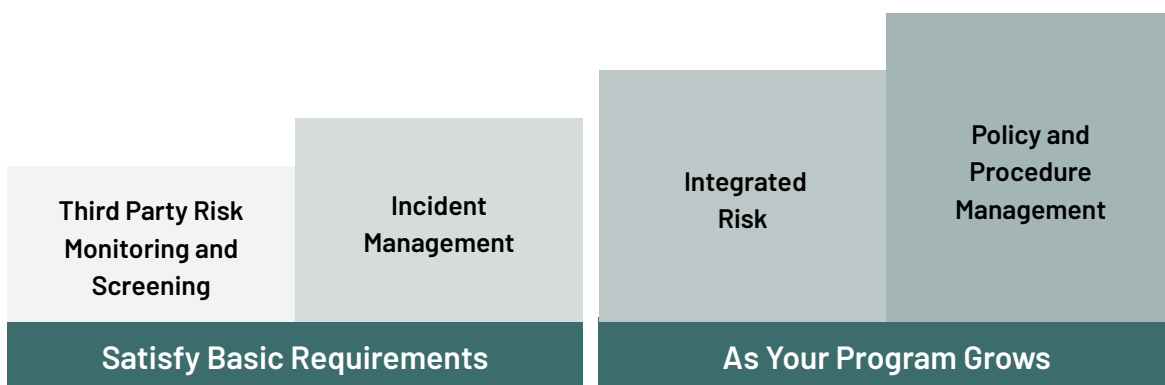 Third Party Risk
Monitoring and
Screening
Incident
Management
Integrated
Risk
Policy and
Procedure
Management
Satisfy Basic Requirements
As Your Program Grows